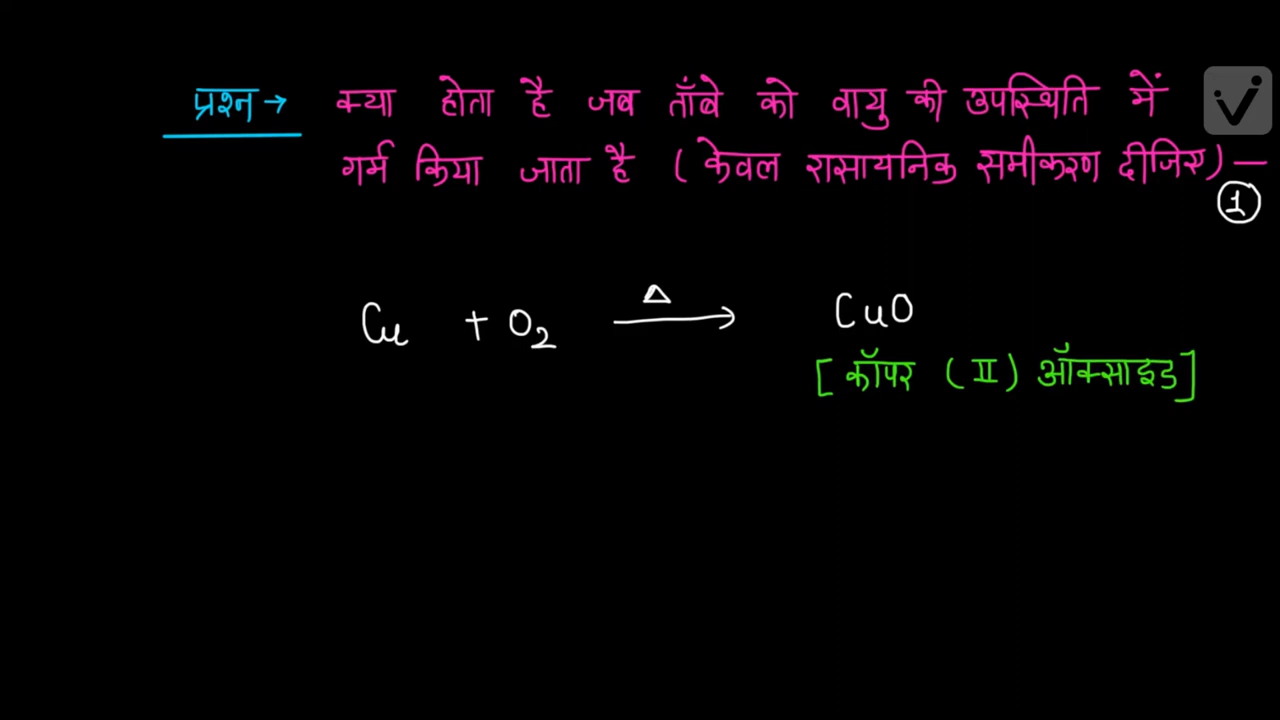 प्रश्न → क्या होता है जब ताँबे को वायु की उपस्थिति में
गर्म किया जाता है (केवल रासायनिक समीकरण दीजिए) —
1
Δ
Cu + O₂ ⟶ CuO
[कॉपर (II) ऑक्साइड]